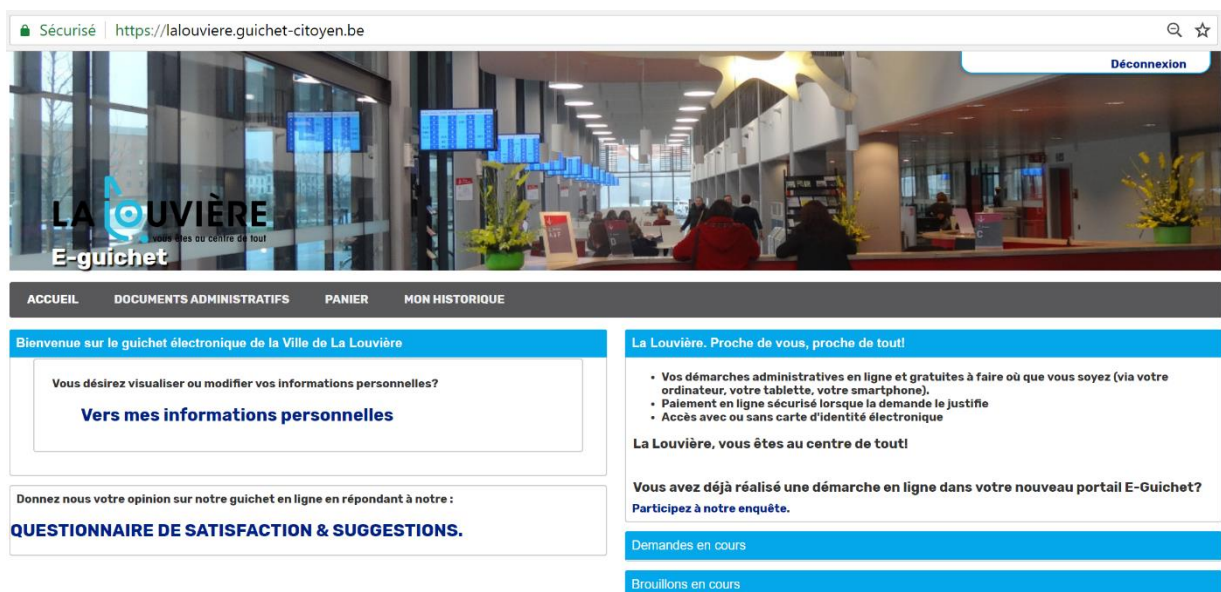 Sécurisé https://lalouviere.guichet-citoyen.be
Déconnexion
LA LOUVIÈRE
vous êtes au centre de tout
E-guichet
ACCUEIL DOCUMENTS ADMINISTRATIFS PANIER MON HISTORIQUE
Bienvenue sur le guichet électronique de la Ville de La Louvière
Vous désirez visualiser ou modifier vos informations personnelles?
Vers mes informations personnelles
Donnez nous votre opinion sur notre guichet en ligne en répondant à notre :
QUESTIONNAIRE DE SATISFACTION & SUGGESTIONS.
La Louvière. Proche de vous, proche de tout!
• Vos démarches administratives en ligne et gratuites à faire où que vous soyez (via votre
ordinateur, votre tablette, votre smartphone).
• Paiement en ligne sécurisé lorsque la demande le justifie
• Accès avec ou sans carte d'identité électronique
La Louvière, vous êtes au centre de tout!
Vous avez déjà réalisé une démarche en ligne dans votre nouveau portail E-Guichet?
Participez à notre enquête.
Demandes en cours
Brouillons en cours